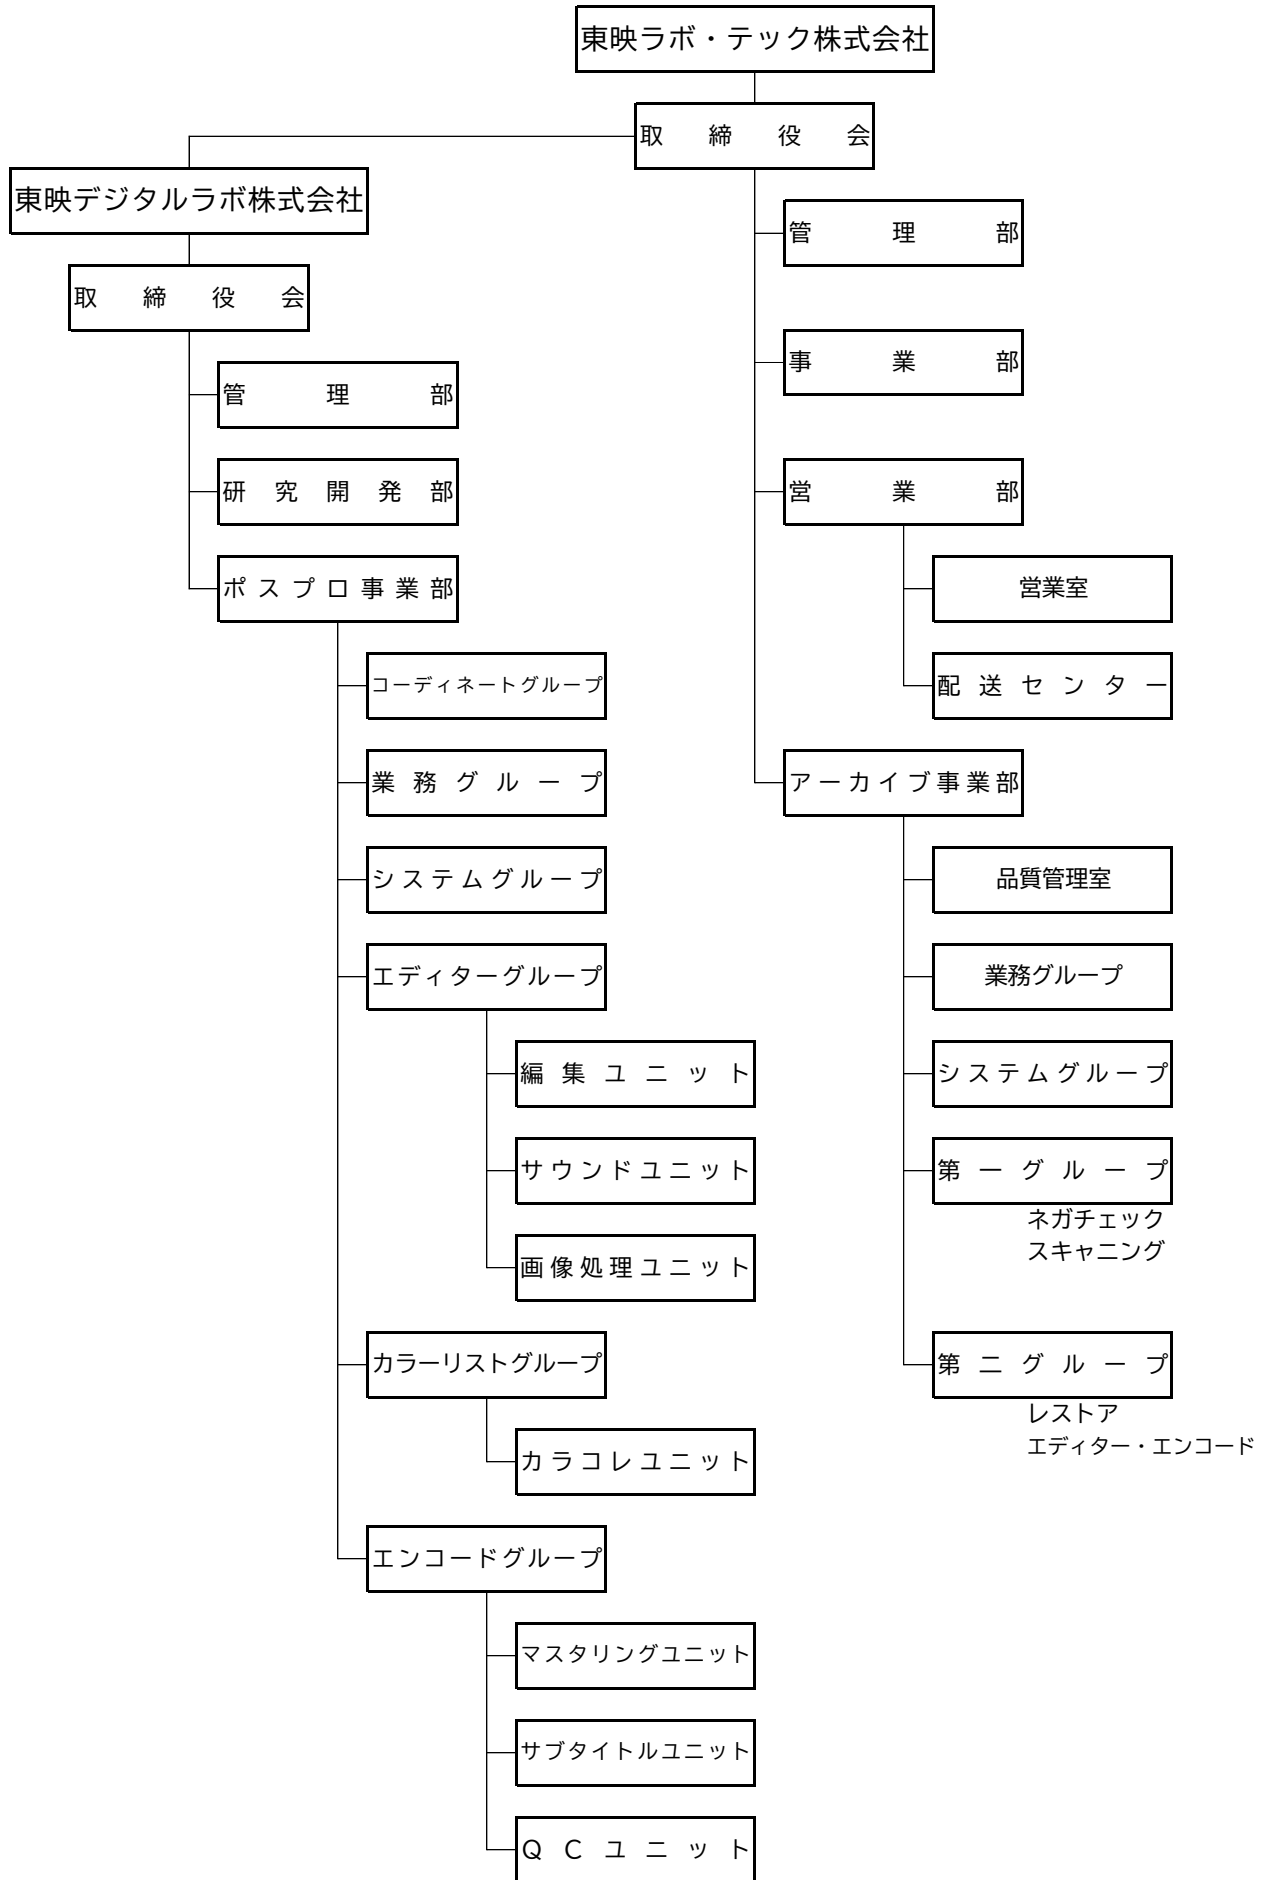 東映ラボ・テック株式会社
取締役会
東映デジタルラボ株式会社
取締役会
管理部
研究開発部
ポスプロ事業部
コーディネートグループ
業務グループ
システムグループ
エディターグループ
編集ユニット
サウンドユニット
画像処理ユニット
カラーリストグループ
カラコレユニット
エンコードグループ
マスタリングユニット
サブタイトルユニット
ＱＣユニット
管理部
事業部
営業部
営業室
配送センター
アーカイブ事業部
品質管理室
業務グループ
システムグループ
第一グループ
ネガチェック
スキャニング
第二グループ
レストア
エディター・エンコード